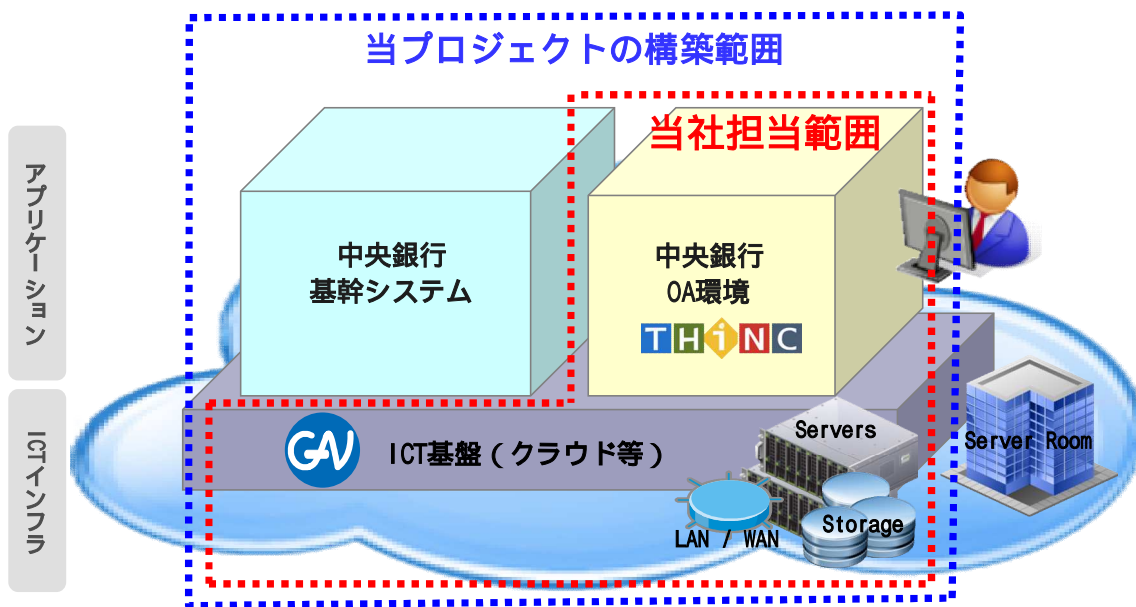 当プロジェクトの構築範囲
当社担当範囲
アプリケーション
中央銀行
基幹システム
中央銀行
OA環境
THiNC
ICTインフラ
GAV
ICT基盤(クラウド等)
Servers
Server Room
Storage
LAN / WAN